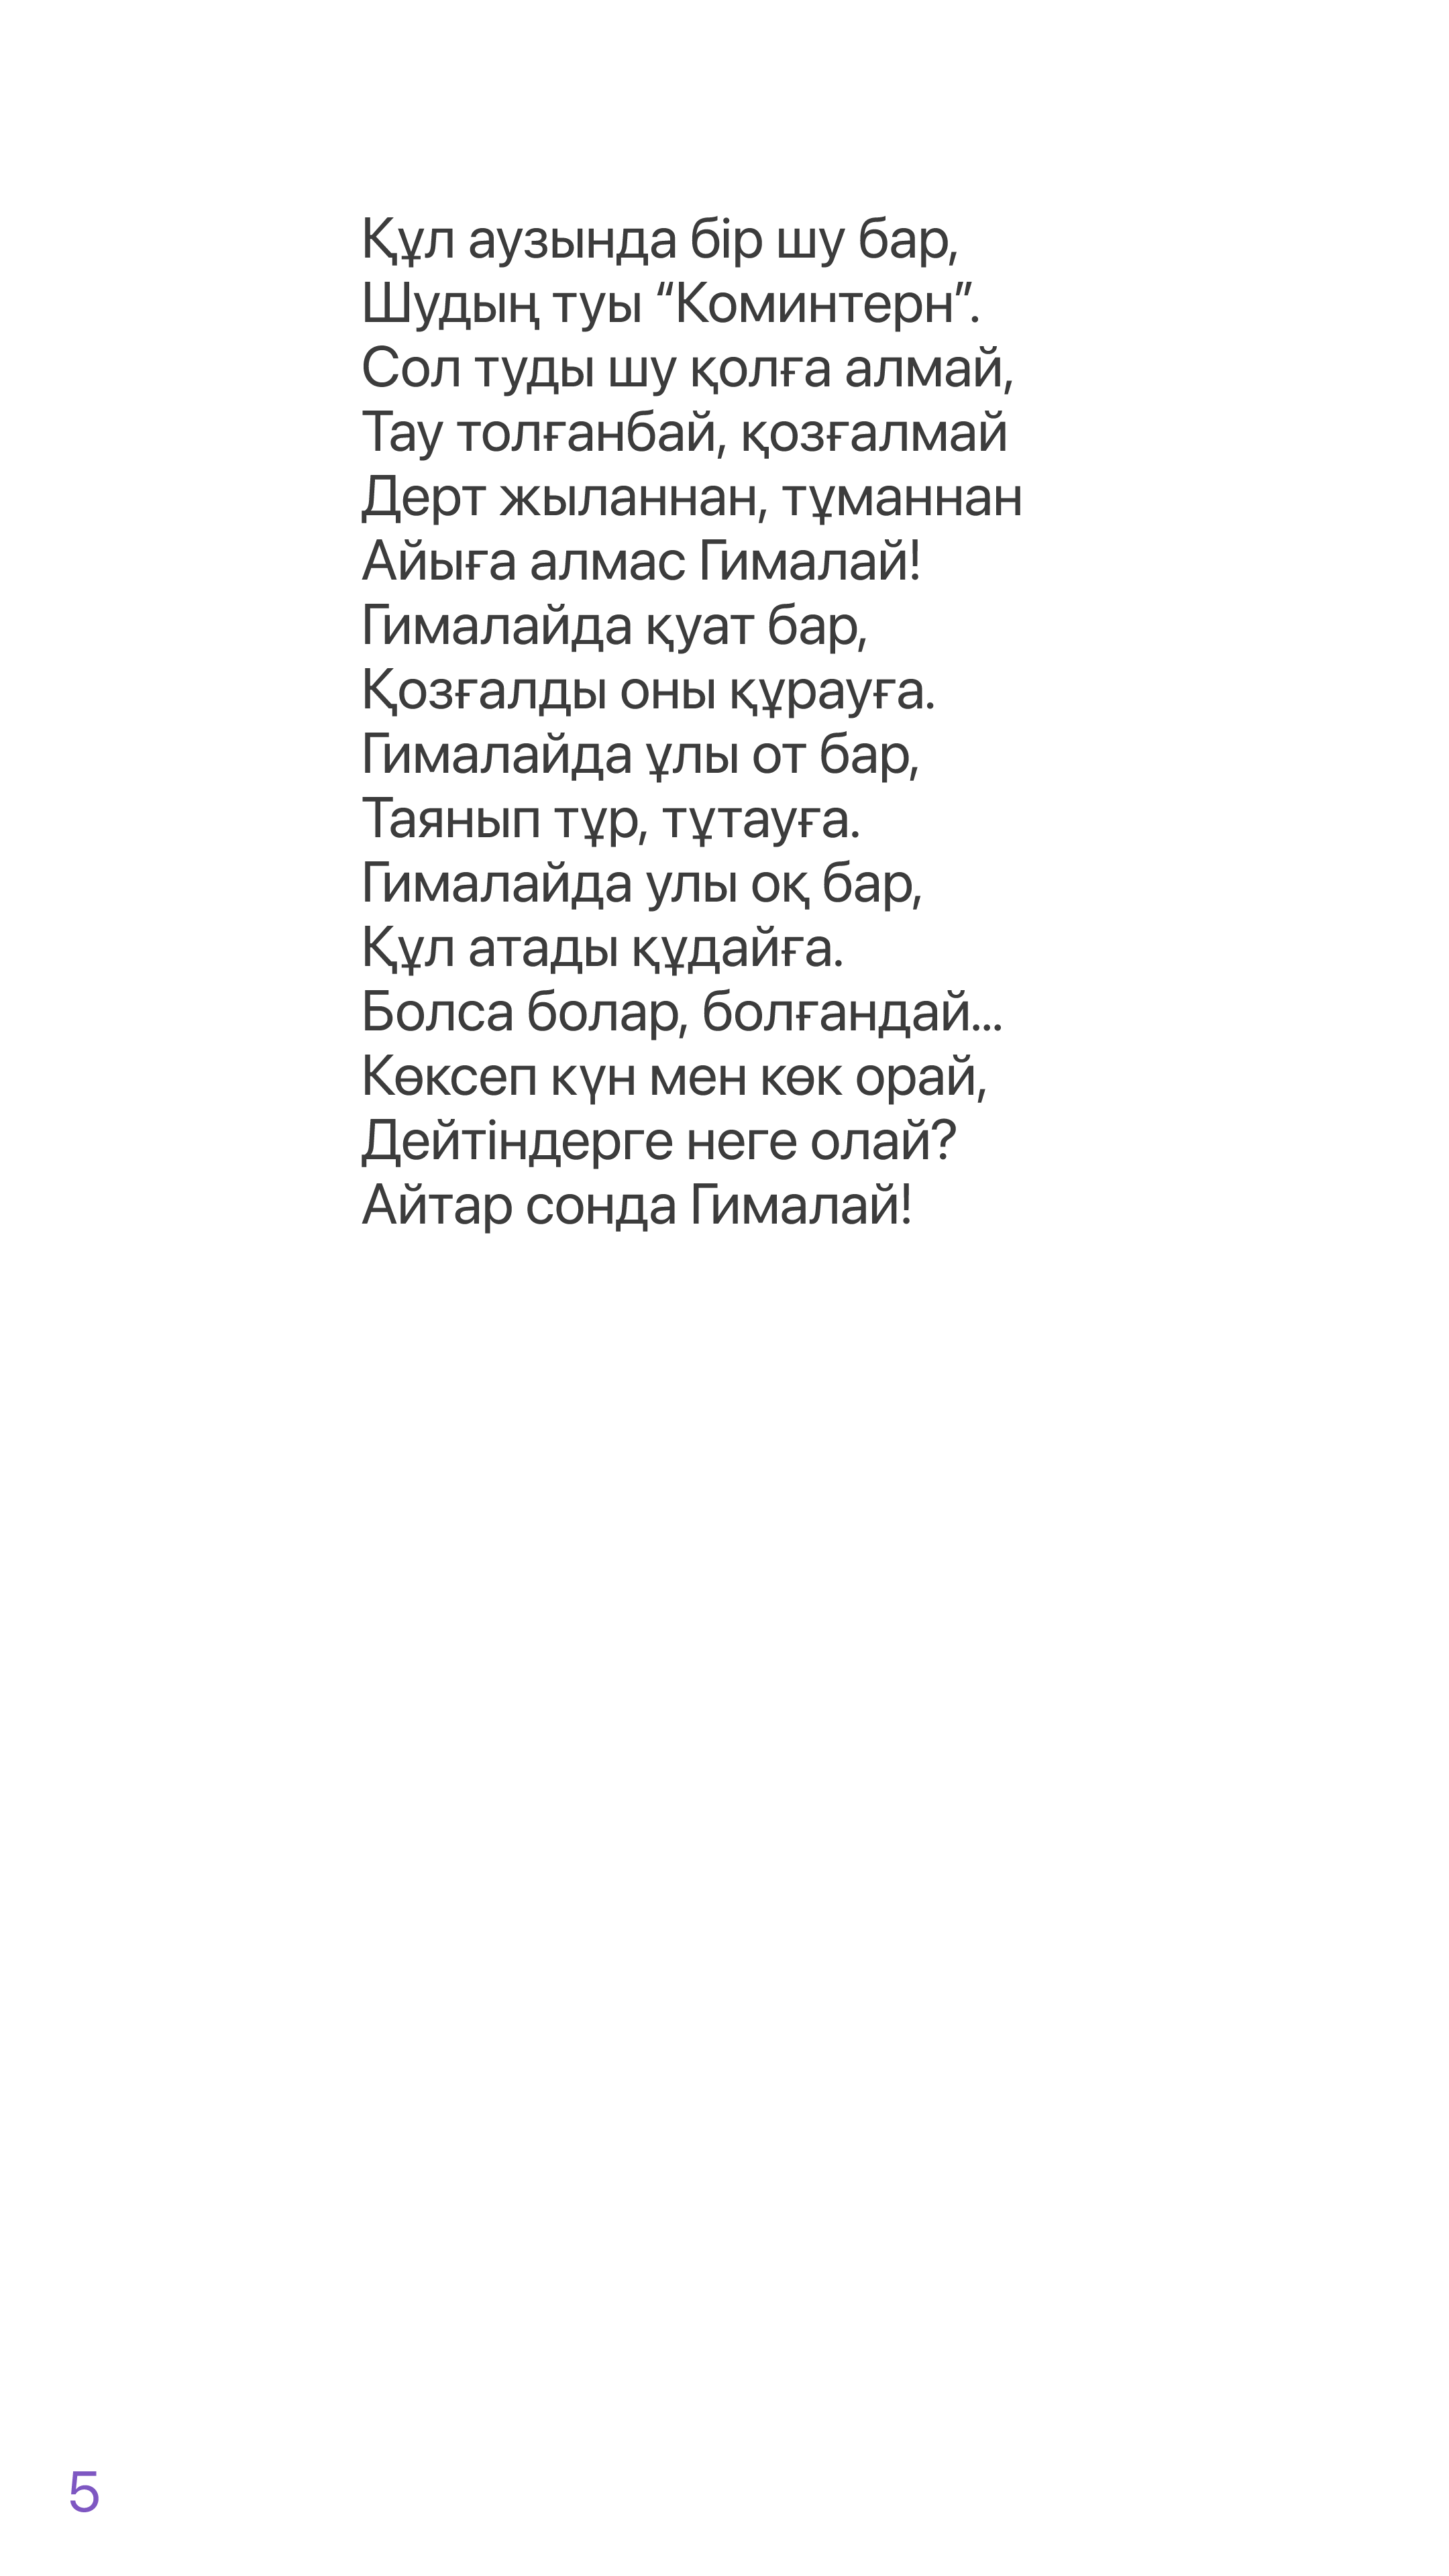 Құл аузында бір шу бар,
Шудың туы “Коминтерн”.
Сол туды шу қолға алмай,
Тау толғанбай, қозғалмай
Дерт жыланнан, тұманнан
Айыға алмас Гималай!
Гималайда қуат бар,
Қозғалды оны құрауға.
Гималайда ұлы от бар,
Таянып тұр, тұтауға.
Гималайда улы оқ бар,
Құл атады құдайға.
Болса болар, болғандай...
Көксеп күн мен көк орай,
Дейтіндерге неге олай?
Айтар сонда Гималай!
5